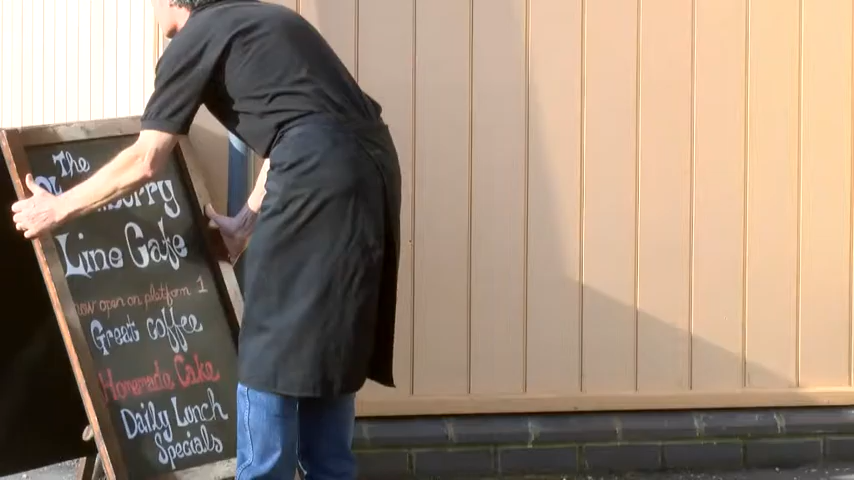 The
Line Cafe
now open on platform 1
Great coffee
Homemade Cake
Daily Lunch
Specials